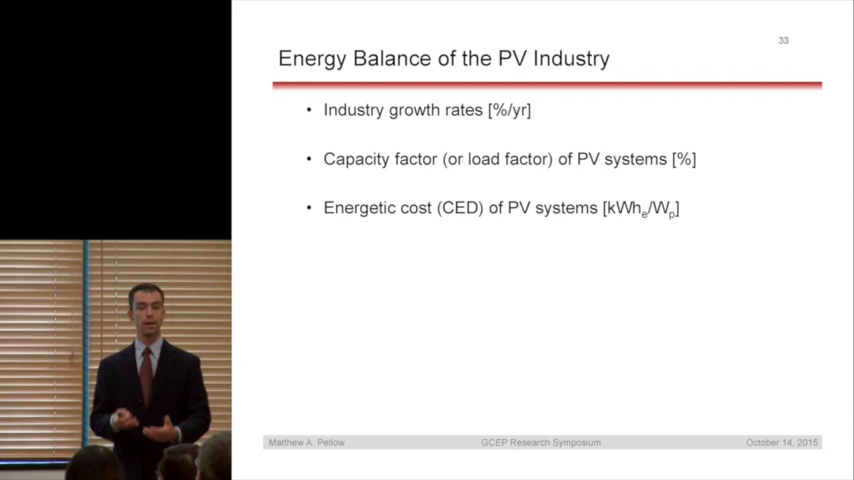 33
Energy Balance of the PV Industry
• Industry growth rates [%/yr]
• Capacity factor (or load factor) of PV systems [%]
• Energetic cost (CED) of PV systems [kWhₑ/Wₚ]
Matthew A. Pellow GCEP Research Symposium October 14, 2015